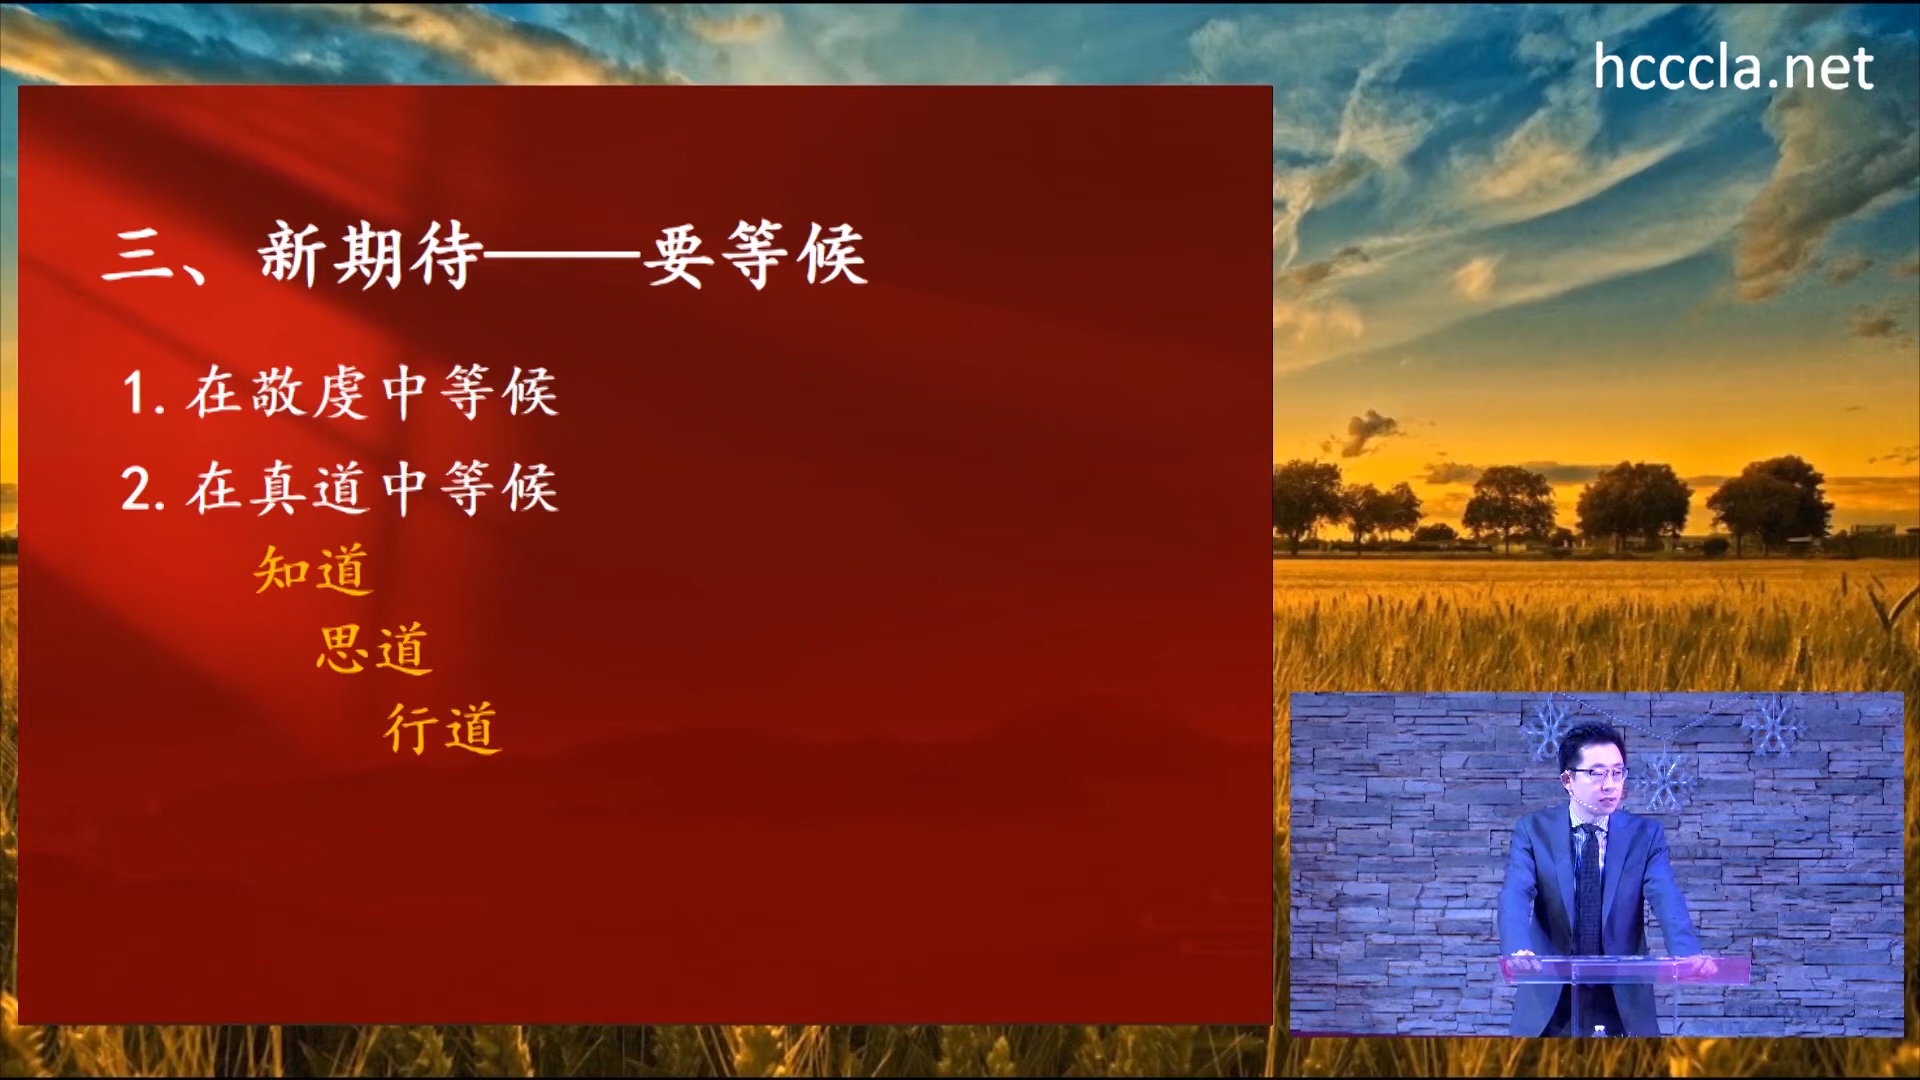 hcccla.net
三、新期待——要等候
1.在敬虔中等候
2.在真道中等候
知道
思道
行道